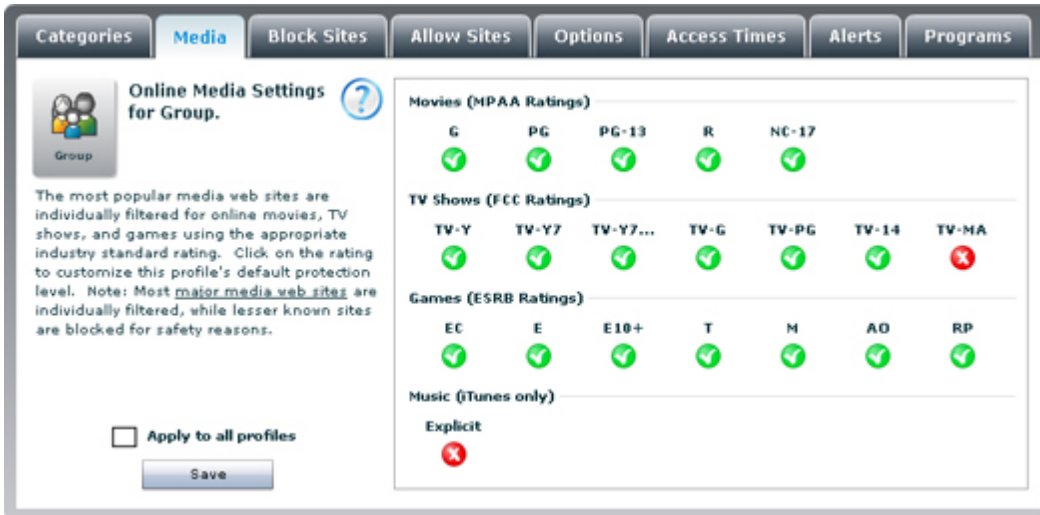 Categories Media Block Sites Allow Sites Options Access Times Alerts Programs
Online Media Settings
for Group.
?
Group
The most popular media web sites are
individually filtered for online movies, TV
shows, and games using the appropriate
industry standard rating. Click on the rating
to customize this profile's default protection
level. Note: Most major media web sites are
individually filtered, while lesser known sites
are blocked for safety reasons.
Apply to all profiles
Save
Movies (MPAA Ratings)
G PG PG-13 R NC-17
TV Shows (FCC Ratings)
TV-Y TV-Y7 TV-Y7... TV-G TV-PG TV-14 TV-MA
Games (ESRB Ratings)
EC E E10+ T M AO RP
Music (iTunes only)
Explicit